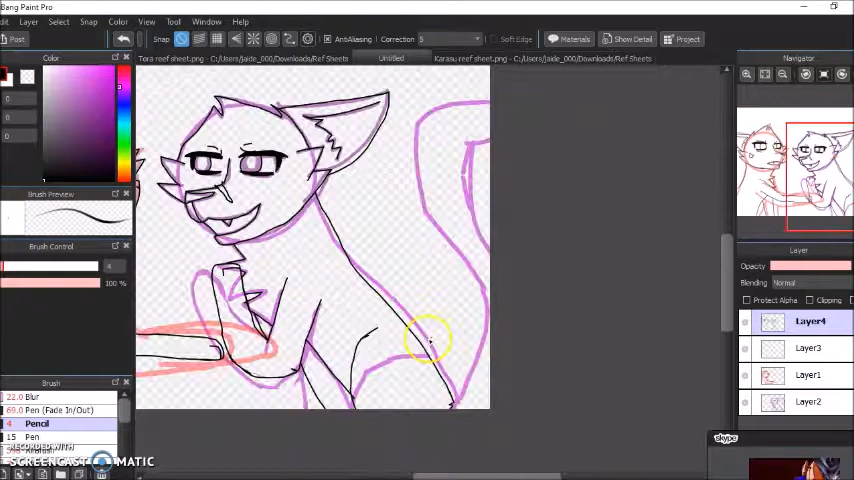 Bang Paint Pro
dit Layer Select Snap Color View Tool Window Help
Post Snap AntiAliasing Correction 5 Soft Edge Materials Show Detail Project
Color Tora reef sheet.png - C:/Users/jaide_000/Downloads/Ref Sheets Untitled Karasu reef sheet.png - C:/Users/jaide_000/Downloads/Ref Sheets Navigator
0
0
0
Brush Preview
Brush Control
4
100 %
Layer
Opacity
Blending Normal
Protect Alpha Clipping
Layer4
Layer3
Layer1
Layer2
Brush
22.0 Blur
69.0 Pen (Fade In/Out)
4 Pencil
15 Pen
AirBrush
RECORDED WITH
SCREENCAST MATIC
skype